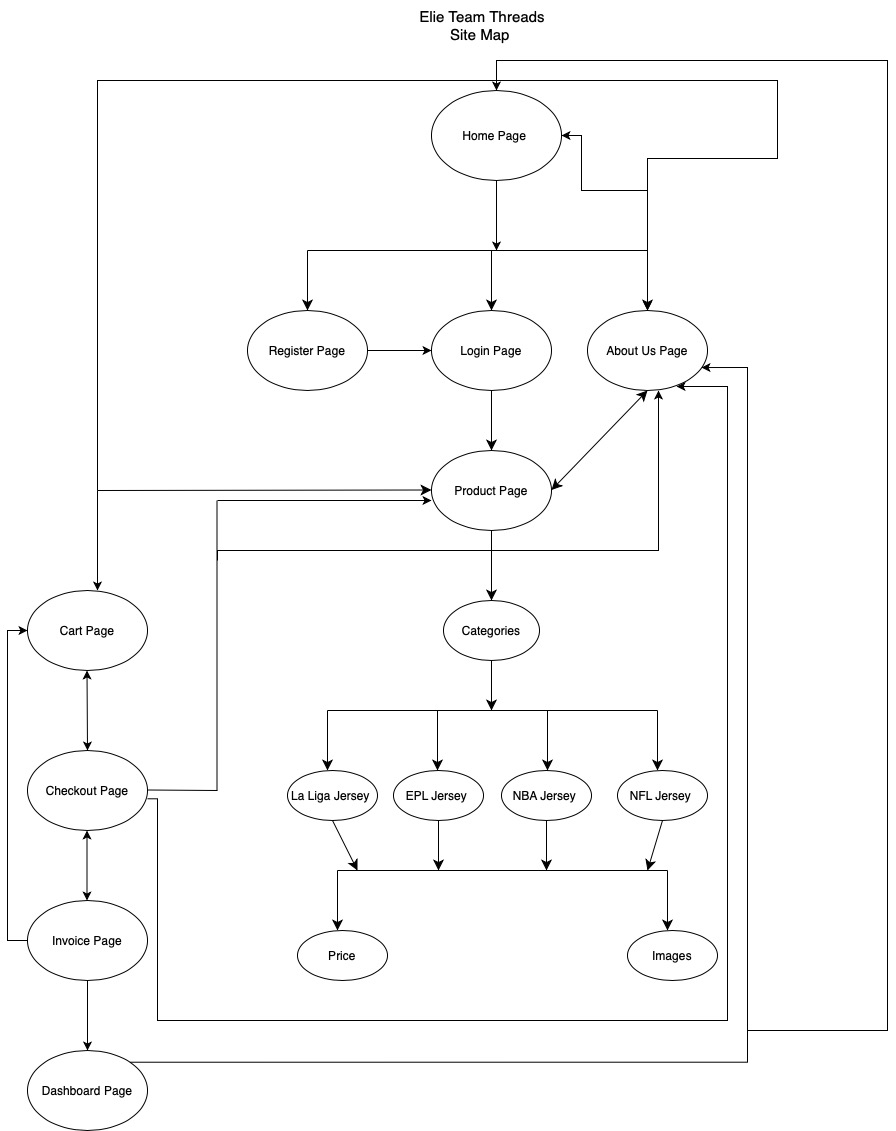 Elie Team Threads
Site Map
Home Page
Register Page
Login Page
About Us Page
Product Page
Cart Page
Categories
Checkout Page
La Liga Jersey
EPL Jersey
NBA Jersey
NFL Jersey
Invoice Page
Price
Images
Dashboard Page